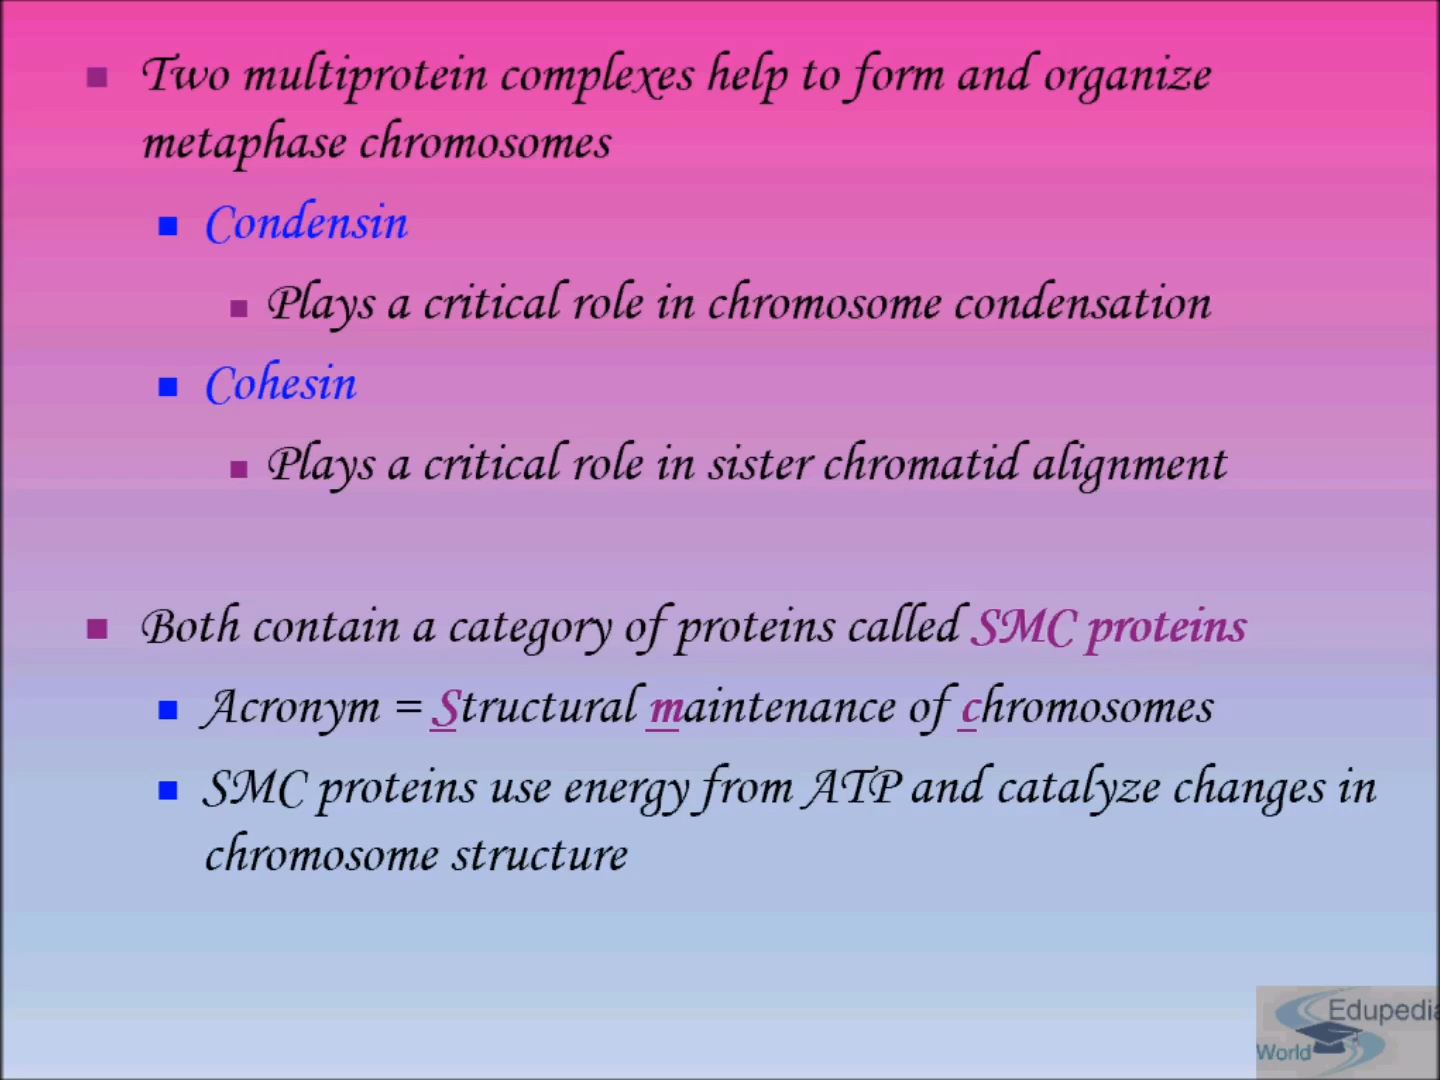 Two multiprotein complexes help to form and organize
metaphase chromosomes
Condensin
Plays a critical role in chromosome condensation
Cohesin
Plays a critical role in sister chromatid alignment
Both contain a category of proteins called SMC proteins
Acronym = Structural maintenance of chromosomes
SMC proteins use energy from ATP and catalyze changes in
chromosome structure
Edupedia
World